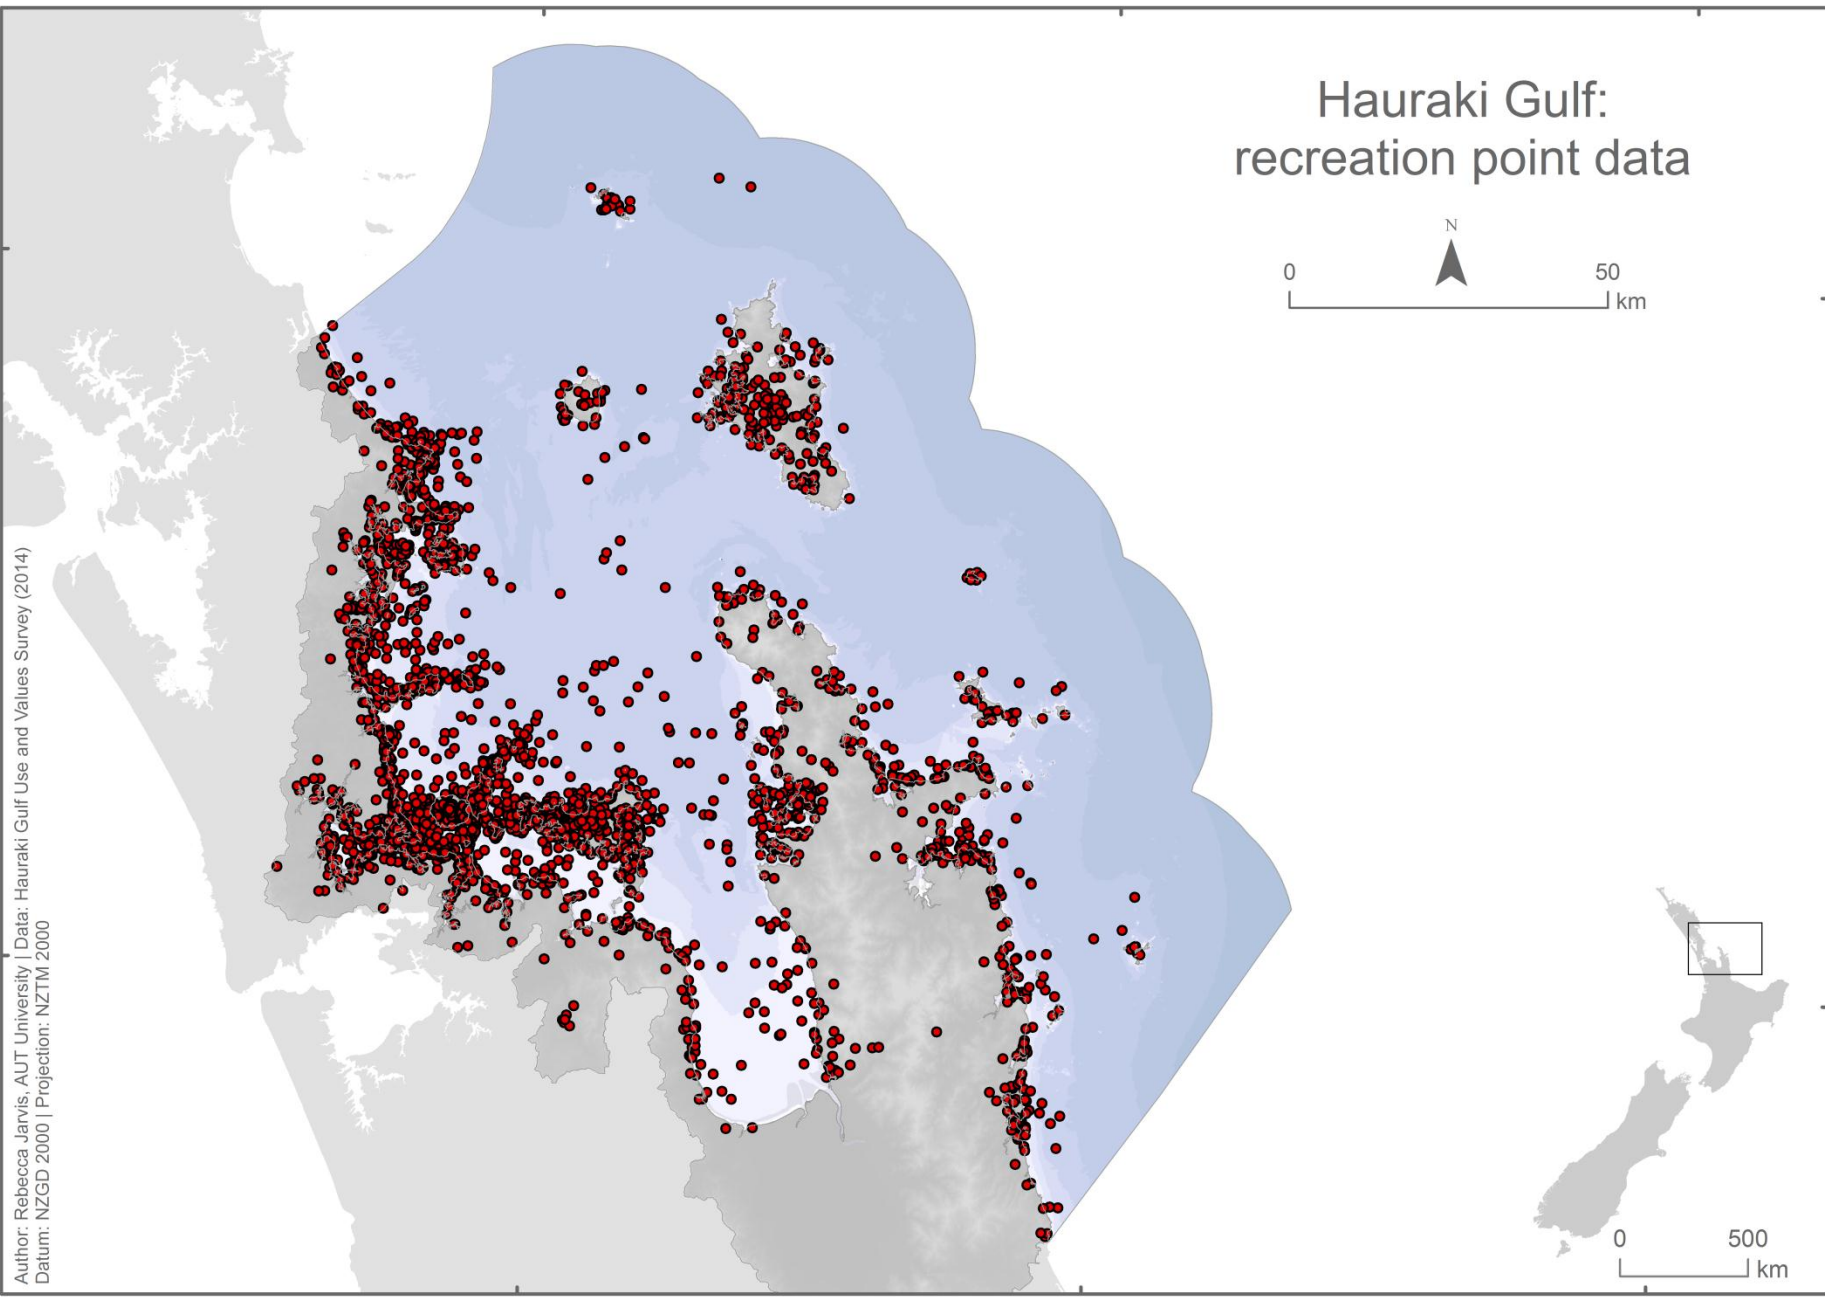 Hauraki Gulf:
recreation point data
N
0 50
km
Author: Rebecca Jarvis, AUT University | Data: Hauraki Gulf Use and Values Survey (2014)
Datum: NZGD 2000 | Projection: NZTM 2000
0 500
km